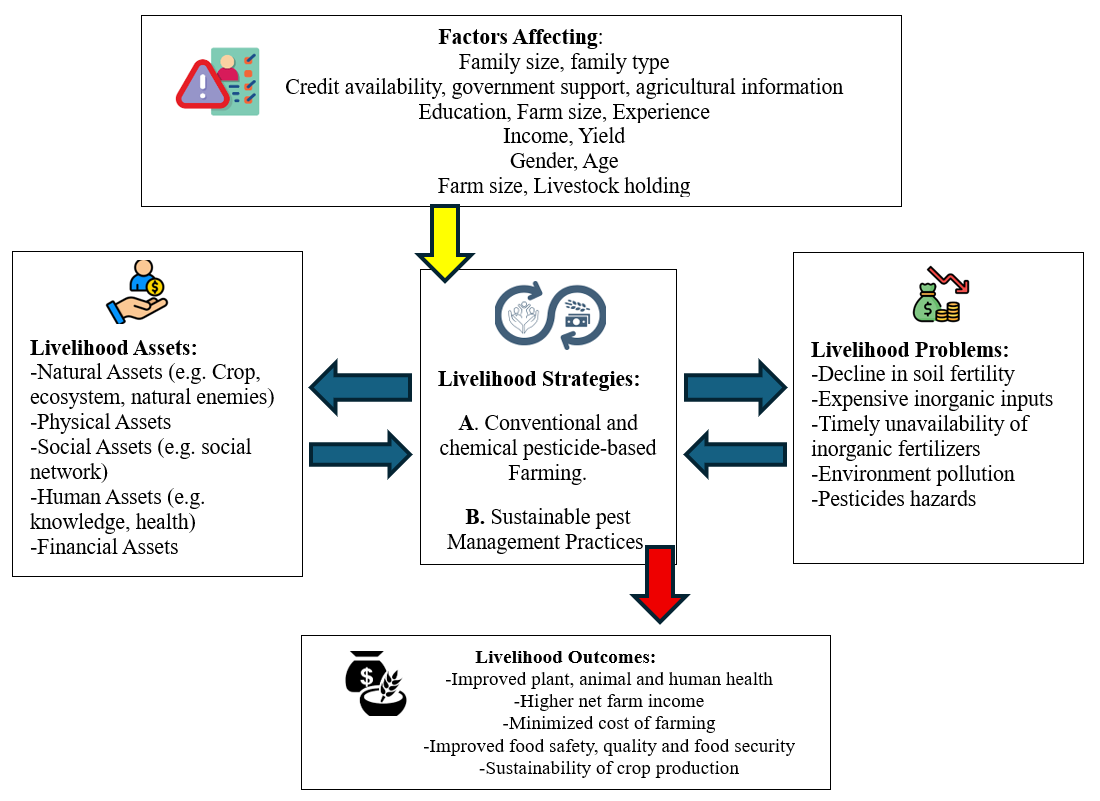 Factors Affecting:
Family size, family type
Credit availability, government support, agricultural information
Education, Farm size, Experience
Income, Yield
Gender, Age
Farm size, Livestock holding
Livelihood Assets:
-Natural Assets (e.g. Crop,
ecosystem, natural enemies)
-Physical Assets
-Social Assets (e.g. social
network)
-Human Assets (e.g.
knowledge, health)
-Financial Assets
Livelihood Strategies:
A. Conventional and
chemical pesticide-based
Farming.
B. Sustainable pest
Management Practices
Livelihood Problems:
-Decline in soil fertility
-Expensive inorganic inputs
-Timely unavailability of
inorganic fertilizers
-Environment pollution
-Pesticides hazards
Livelihood Outcomes:
-Improved plant, animal and human health
-Higher net farm income
-Minimized cost of farming
-Improved food safety, quality and food security
-Sustainability of crop production